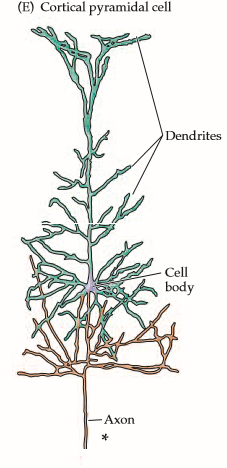 (E) Cortical pyramidal cell
Dendrites
Cell
body
Axon
*